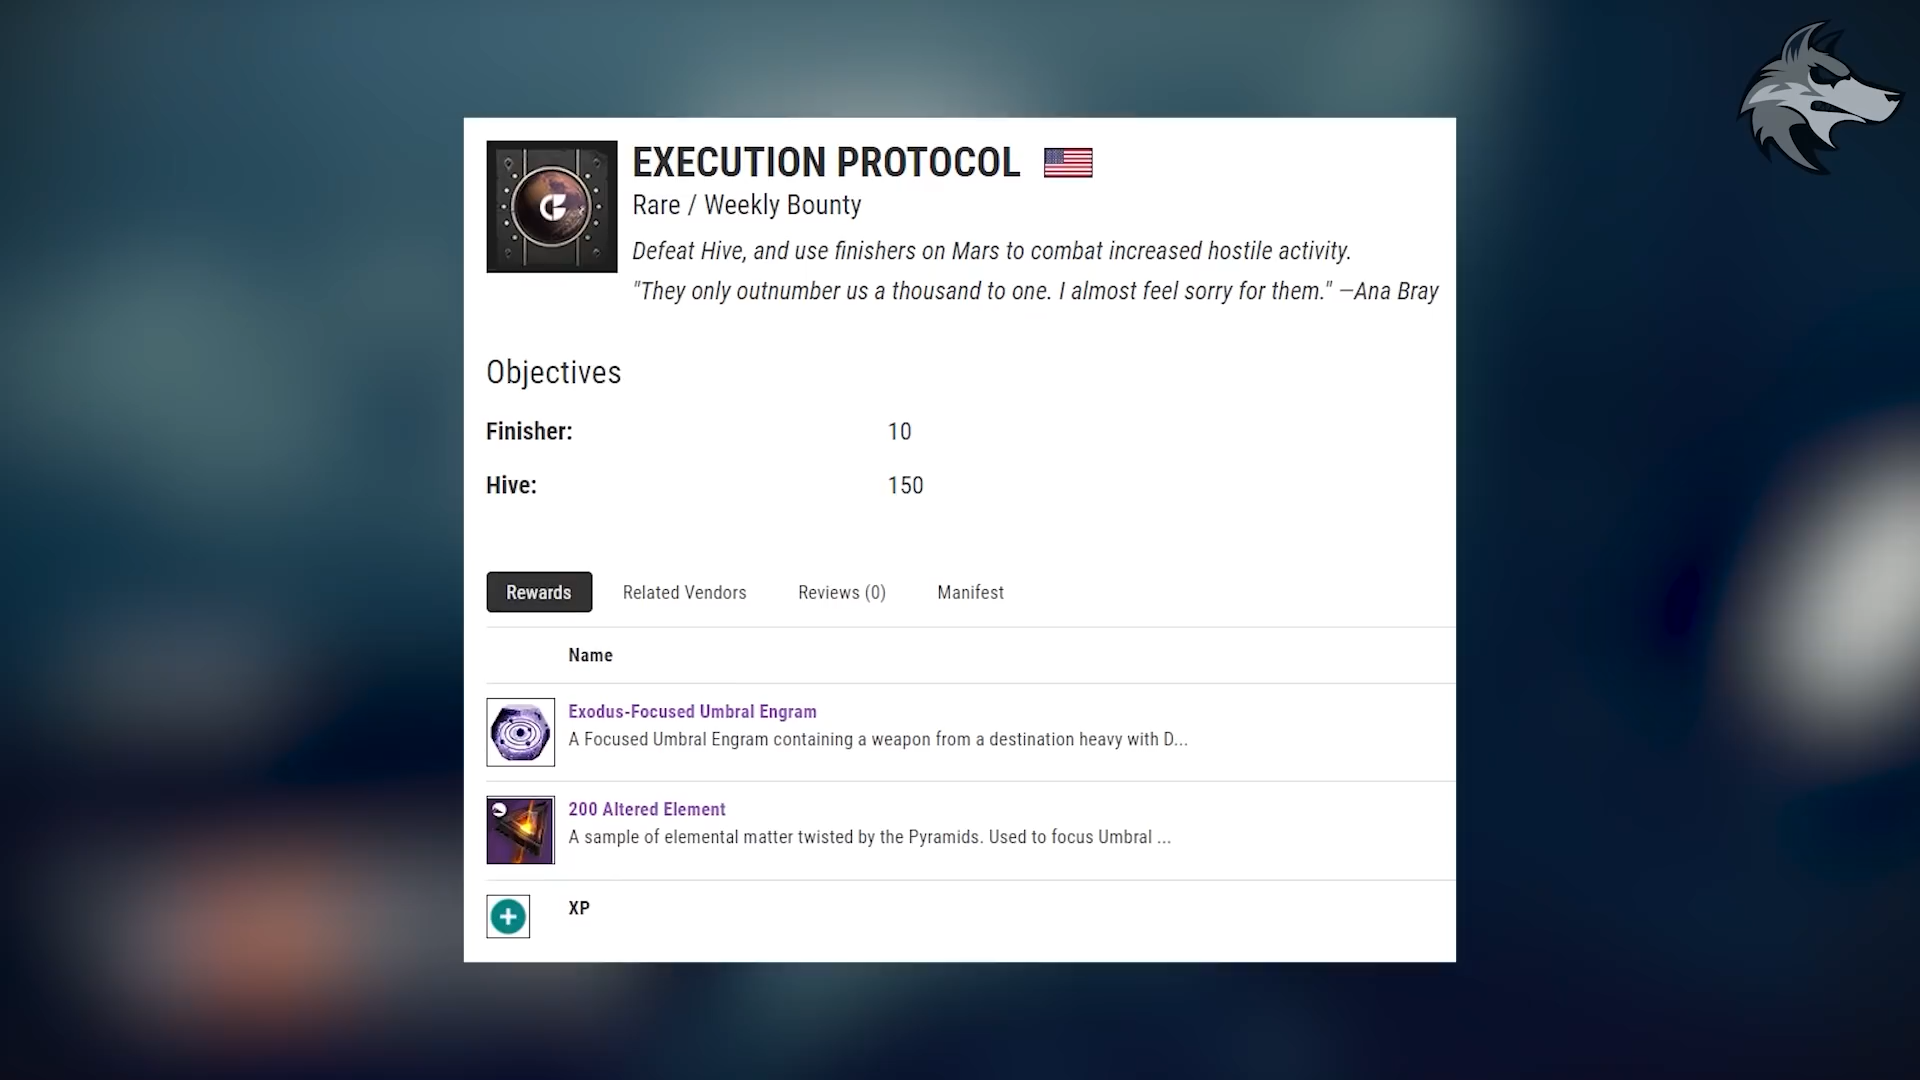 EXECUTION PROTOCOL
Rare / Weekly Bounty
Defeat Hive, and use finishers on Mars to combat increased hostile activity.
"They only outnumber us a thousand to one. I almost feel sorry for them." —Ana Bray
Objectives
Finisher: 10
Hive: 150
Rewards Related Vendors Reviews (0) Manifest
Name
Exodus-Focused Umbral Engram
A Focused Umbral Engram containing a weapon from a destination heavy with D...
200 Altered Element
A sample of elemental matter twisted by the Pyramids. Used to focus Umbral ...
XP